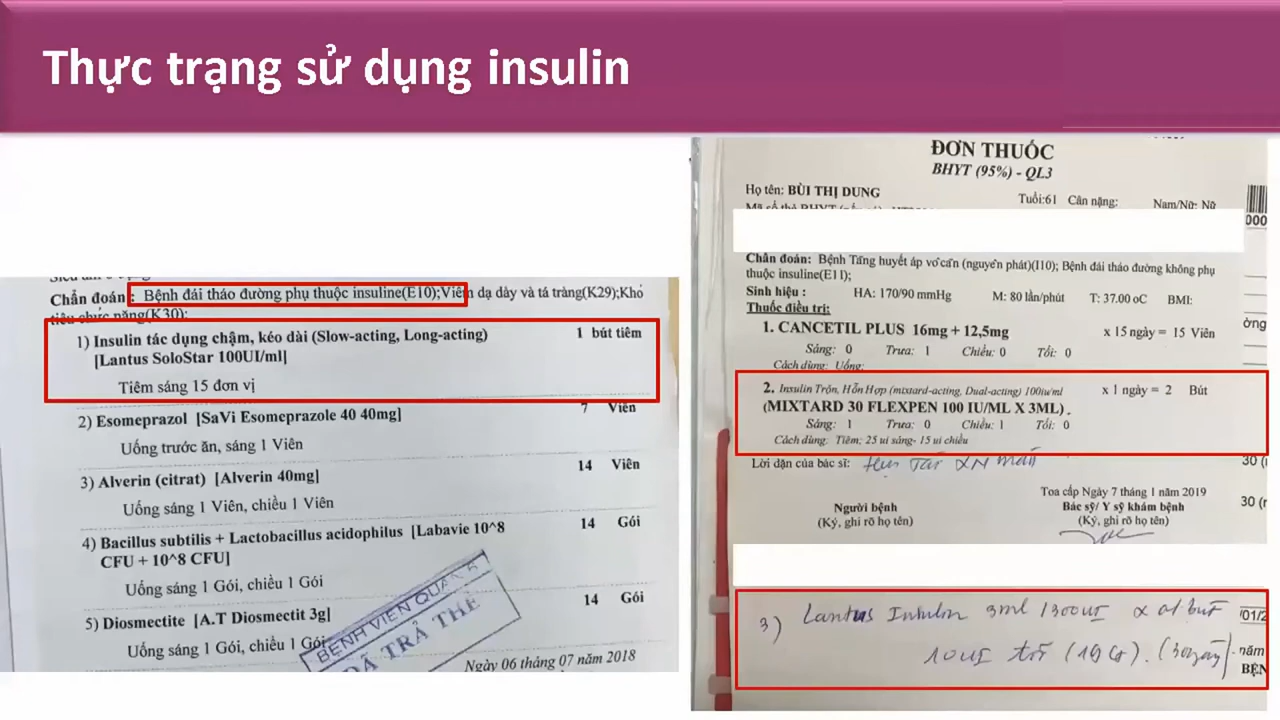 Thực trạng sử dụng insulin
Chẩn đoán: Bệnh đái tháo đường phụ thuộc insuline(E10);Viêm dạ dày và tá tràng(K29);Khó
tiêu chức năng(K30);
1) Insulin tác dụng chậm, kéo dài (Slow-acting, Long-acting) 1 bút tiêm
[Lantus SoloStar 100UI/ml]
Tiêm sáng 15 đơn vị
2) Esomeprazol [SaVi Esomeprazole 40 40mg] 7 Viên
Uống trước ăn, sáng 1 Viên
3) Alverin (citrat) [Alverin 40mg] 14 Viên
Uống sáng 1 Viên, chiều 1 Viên
4) Bacillus subtilis + Lactobacillus acidophilus [Labavie 10^8 14 Gói
CFU + 10^8 CFU]
Uống sáng 1 Gói, chiều 1 Gói
5) Diosmectite [A.T Diosmectit 3g] 14 Gói
Uống sáng 1 Gói, chiều 1 Gói
BỆNH VIỆN QUẬN
ĐÃ TRẢ THẺ
Ngày 06 tháng 07 năm 2018
ĐƠN THUỐC
BHYT (95%) - QL3
Họ tên: BÙI THỊ DUNG Tuổi:61 Cân nặng: Nam/Nữ: Nữ
Chẩn đoán: Bệnh Tăng huyết áp vô căn (nguyên phát)(I10); Bệnh đái tháo đường không phụ
thuộc insuline(E11);
Sinh hiệu : HA: 170/90 mmHg M: 80 lần/phút T: 37.00 oC BMI:
Thuốc điều trị:
1. CANCETIL PLUS 16mg + 12,5mg x 15 ngày = 15 Viên
Sáng: 0 Trưa: 1 Chiều: 0 Tối: 0
Cách dùng: Uống;
2. Insulin Trộn, Hỗn Hợp (mixtard-acting, Dual-acting) 100iu/ml x 1 ngày = 2 Bút
(MIXTARD 30 FLEXPEN 100 IU/ML X 3ML) .
Sáng: 1 Trưa: 0 Chiều: 1 Tối: 0
Cách dùng: Tiêm; 25 ui sáng- 15 ui chiều
Lời dặn của bác sĩ:
Toa cấp Ngày 7 tháng 1 năm 2019
Người bệnh Bác sỹ/ Y sỹ khám bệnh
(Ký, ghi rõ họ tên) (Ký, ghi rõ họ tên)
3) Lantus Insulin 3ml 1300UI x 01 bút
10UI tối (19G). (30 ngày)